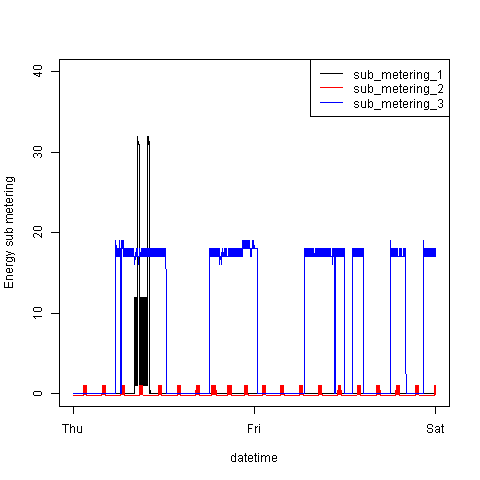 sub_metering_1
sub_metering_2
sub_metering_3
Energy sub metering
40
30
20
10
0
Thu
Fri
Sat
datetime